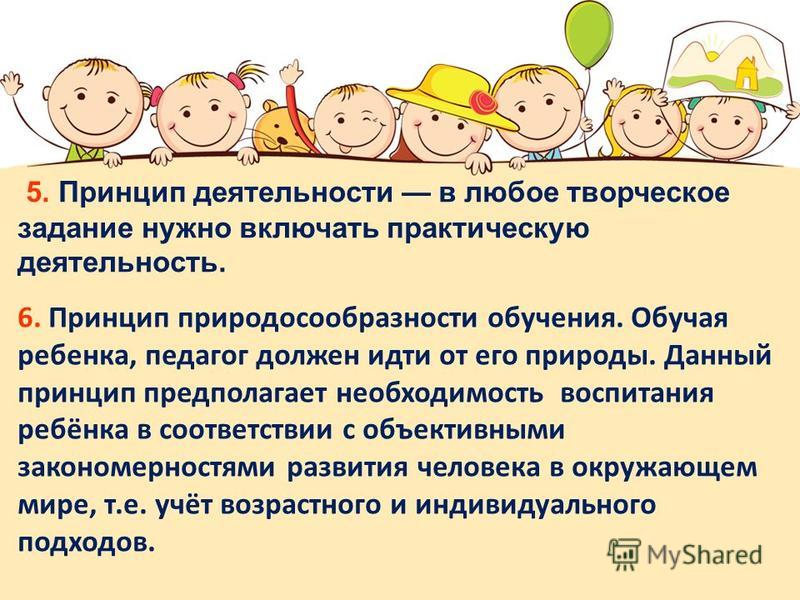 5. Принцип деятельности — в любое творческое
задание нужно включать практическую
деятельность.
6. Принцип природосообразности обучения. Обучая
ребенка, педагог должен идти от его природы. Данный
принцип предполагает необходимость воспитания
ребёнка в соответствии с объективными
закономерностями развития человека в окружающем
мире, т.е. учёт возрастного и индивидуального
подходов.
MyShared